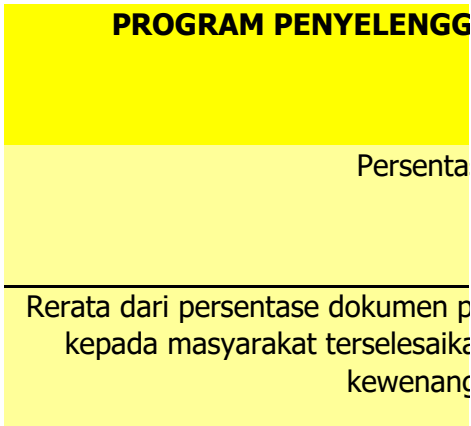 PROGRAM PENYELENGG
Persenta
Rerata dari persentase dokumen p
kepada masyarakat terselesaika
kewenang